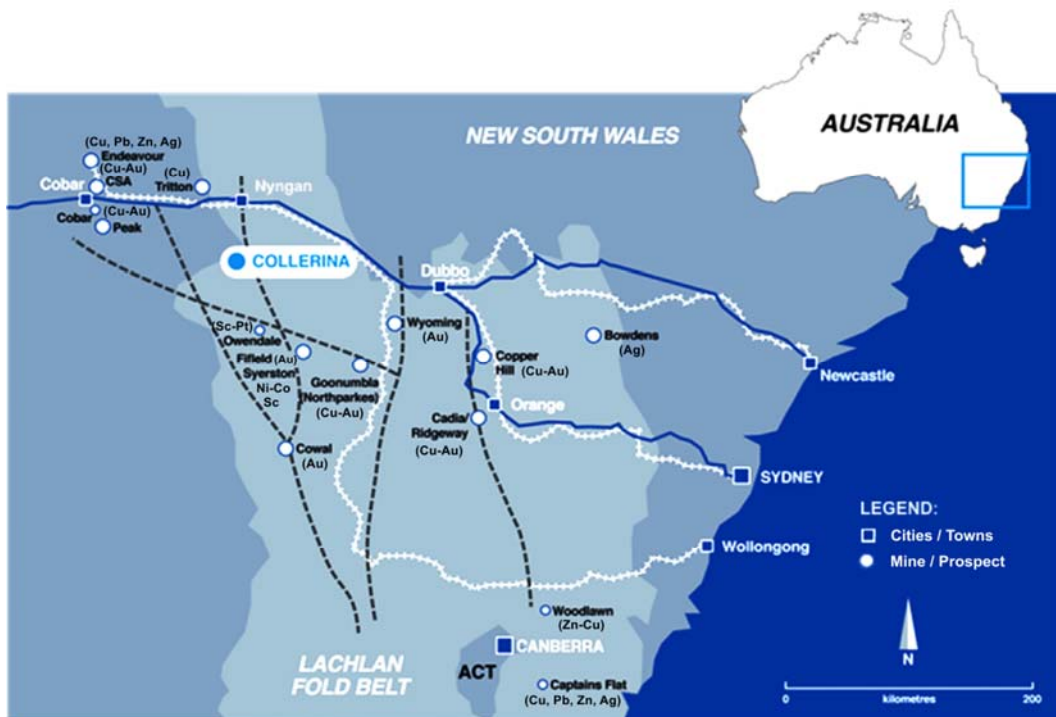 AUSTRALIA
NEW SOUTH WALES
(Cu, Pb, Zn, Ag)
Endeavour
(Cu-Au)
CSA
(Cu)
Tritton
Cobar
Nyngan
Cobar
(Cu-Au)
Peak
COLLERINA
Dubbo
(Sc-Pt)
Owendale
Wyoming
(Au)
Bowdens
(Ag)
Fifield (Au)
Syerston
Ni-Co
Sc
Goonumbla
(Northparkes)
(Cu-Au)
Copper
Hill (Cu-Au)
Newcastle
Orange
Cadia/
Ridgeway
(Cu-Au)
Cowal
(Au)
SYDNEY
LEGEND:
Cities / Towns
Mine / Prospect
Wollongong
Woodlawn
(Zn-Cu)
CANBERRA
ACT
LACHLAN
FOLD BELT
Captains Flat
(Cu, Pb, Zn, Ag)
N
0 200
kilometres